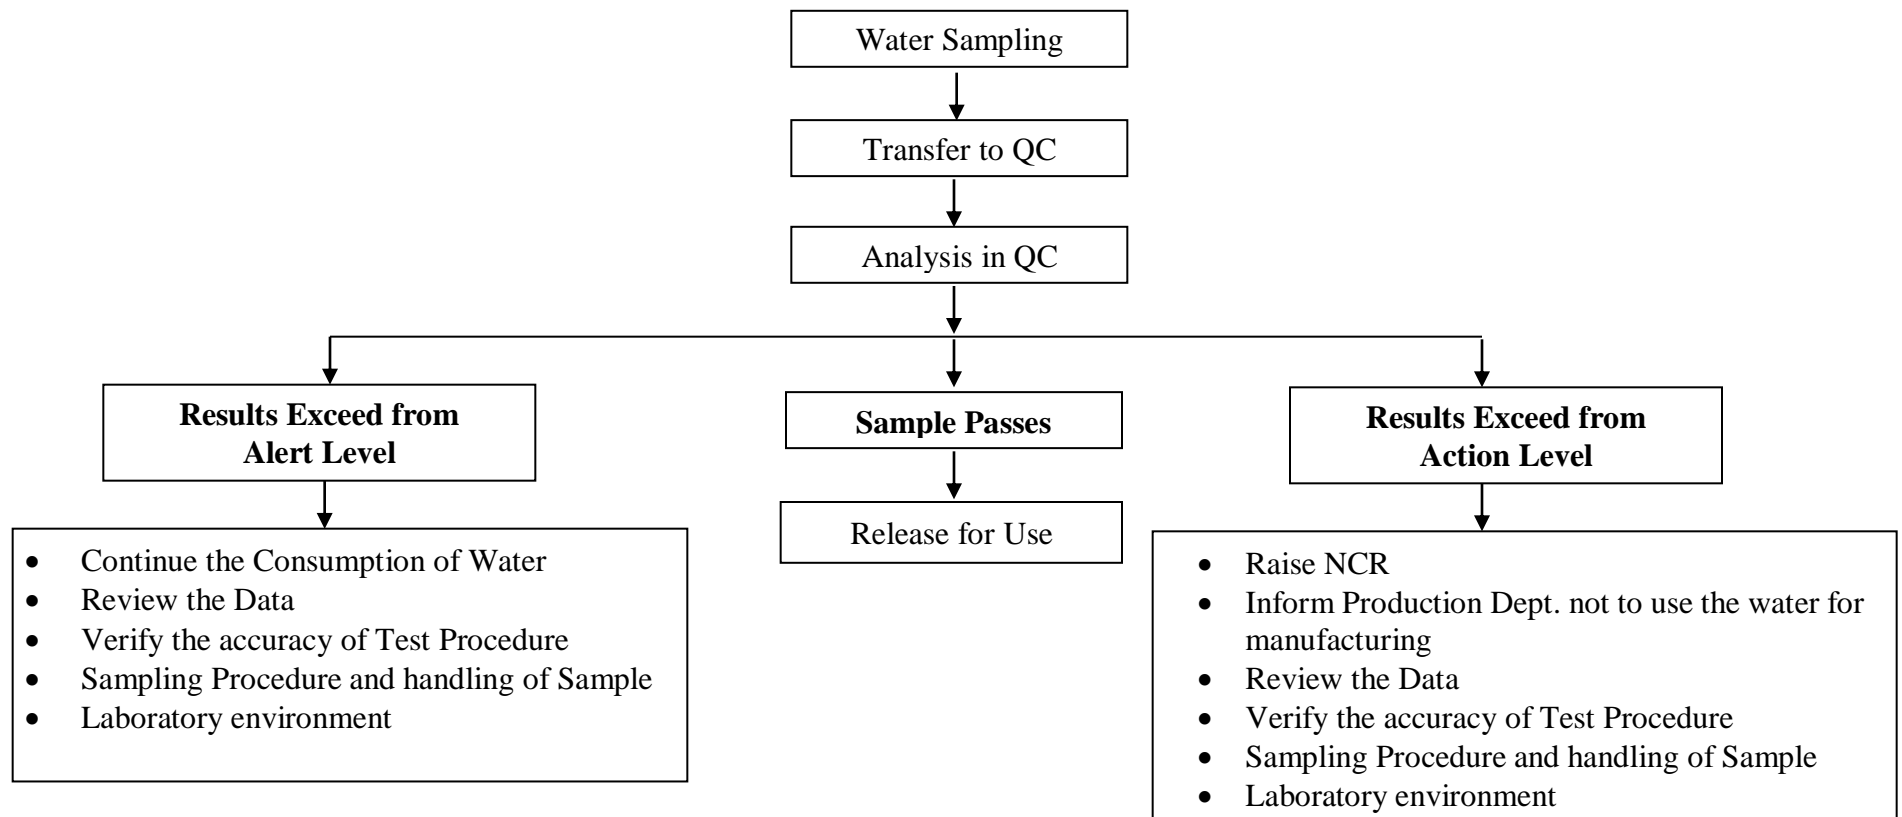 Water Sampling
Transfer to QC
Analysis in QC
Results Exceed from
Alert Level
Sample Passes
Results Exceed from
Action Level
Release for Use
• Continue the Consumption of Water
• Review the Data
• Verify the accuracy of Test Procedure
• Sampling Procedure and handling of Sample
• Laboratory environment
• Raise NCR
• Inform Production Dept. not to use the water for
manufacturing
• Review the Data
• Verify the accuracy of Test Procedure
• Sampling Procedure and handling of Sample
• Laboratory environment